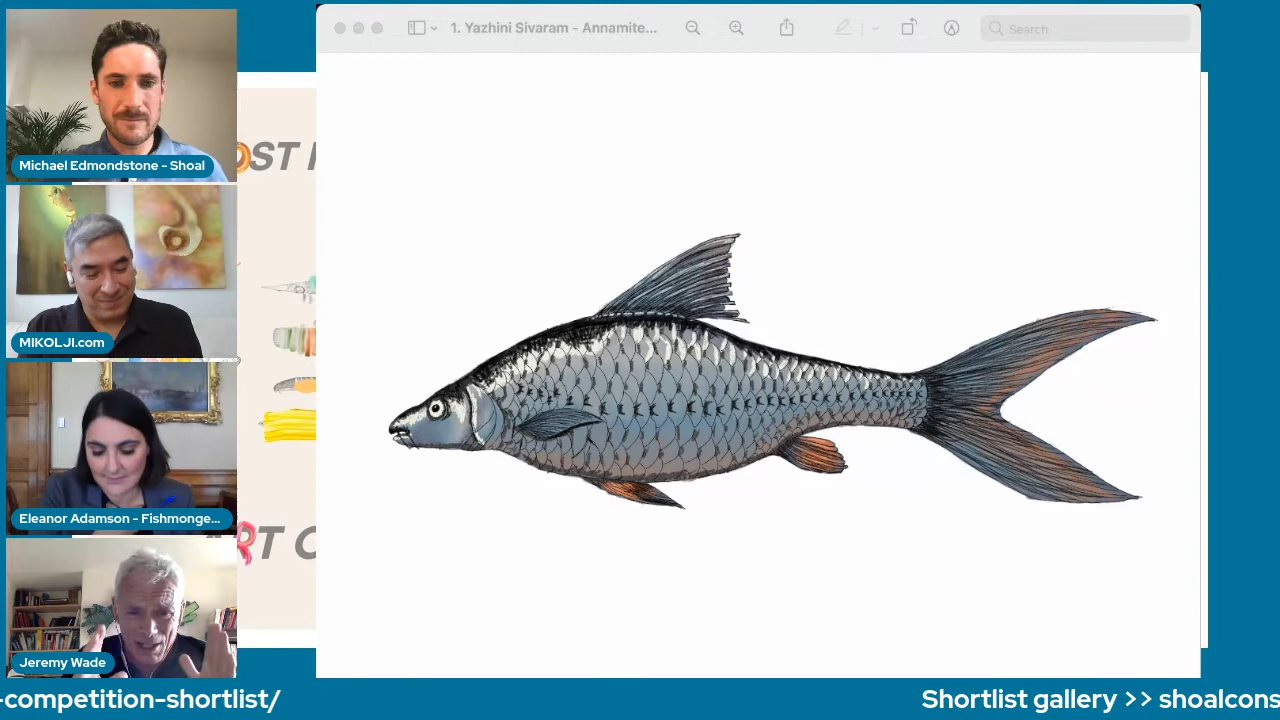 1. Yazhini Sivaram - Annamite...
Search
Michael Edmondstone - Shoal
OST
MIKOLJI.com
Eleanor Adamson - Fishmonge...
RT
Jeremy Wade
-competition-shortlist/
Shortlist gallery >> shoalcons